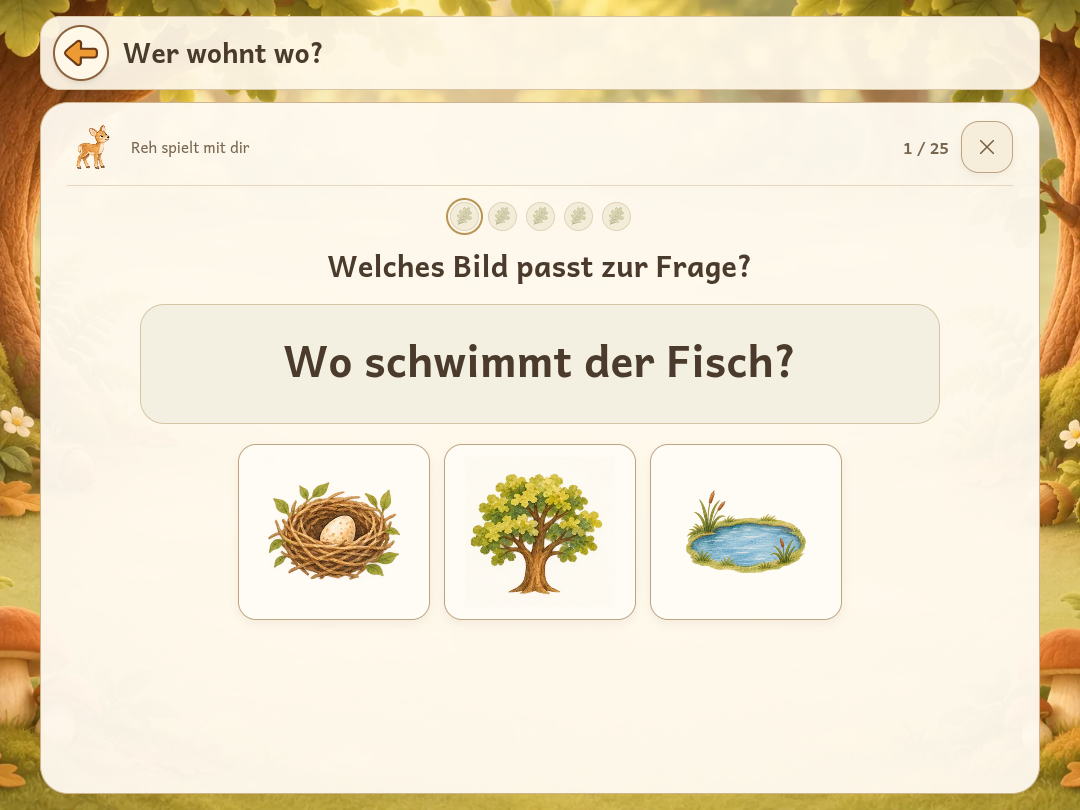 Wer wohnt wo?
Reh spielt mit dir
1 / 25
Welches Bild passt zur Frage?
Wo schwimmt der Fisch?